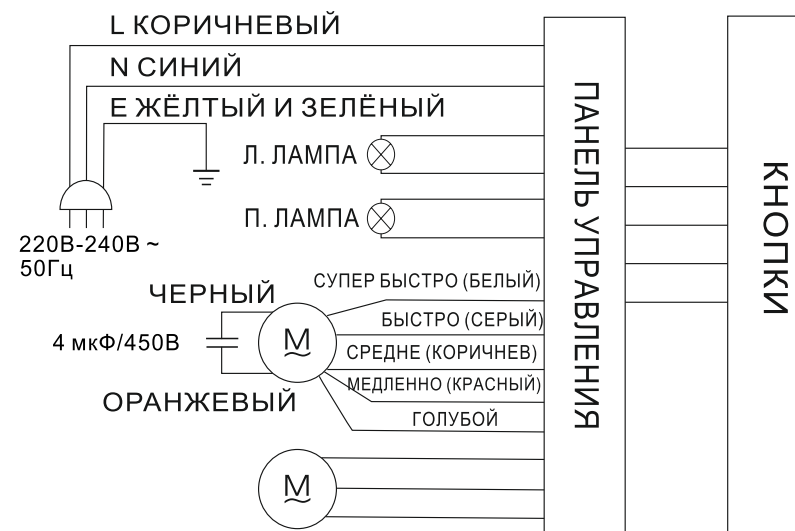 L КОРИЧНЕВЫЙ
N СИНИЙ
E ЖЁЛТЫЙ И ЗЕЛЁНЫЙ
Л. ЛАМПА
П. ЛАМПА
220В-240В ~
50Гц
СУПЕР БЫСТРО (БЕЛЫЙ)
ЧЕРНЫЙ
БЫСТРО (СЕРЫЙ)
4 мкФ/450В
M
СРЕДНЕ (КОРИЧНЕВ)
МЕДЛЕННО (КРАСНЫЙ)
ОРАНЖЕВЫЙ
ГОЛУБОЙ
M
ПАНЕЛЬ УПРАВЛЕНИЯ
КНОПКИ